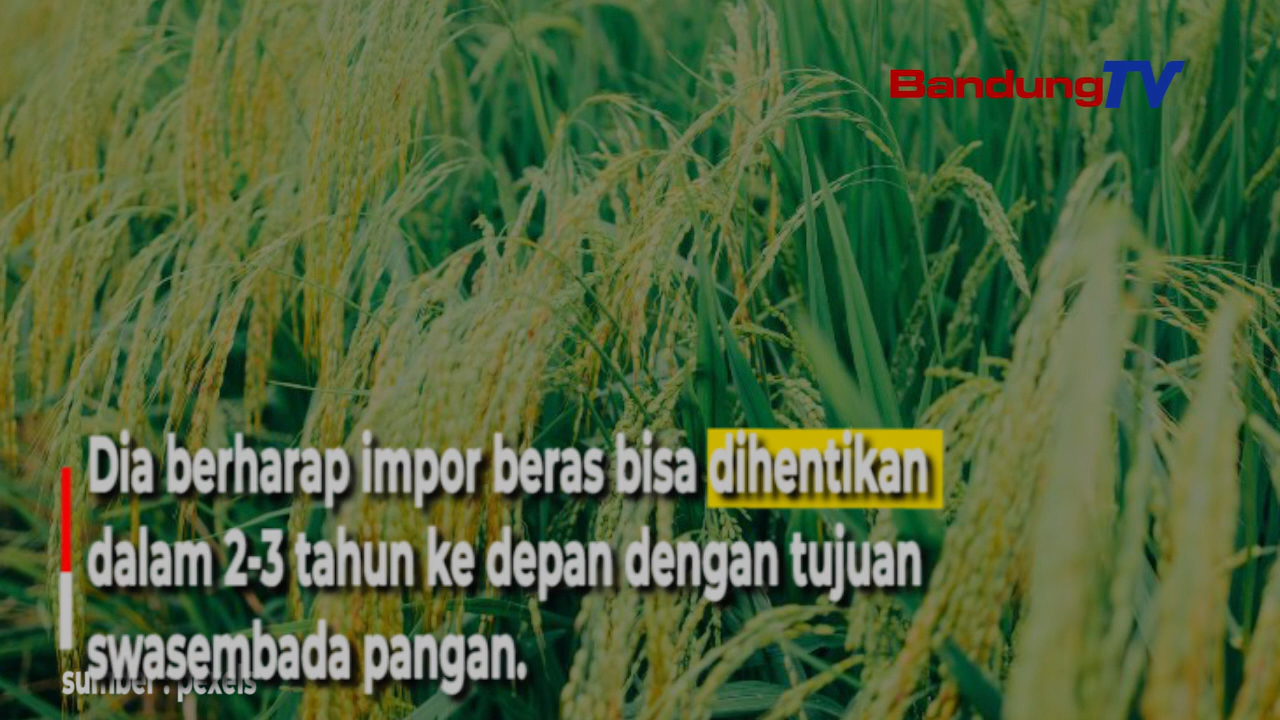 BandungTV
Dia berharap impor beras bisa dihentikan
dalam 2-3 tahun ke depan dengan tujuan
swasembada pangan.
sumber : pexels